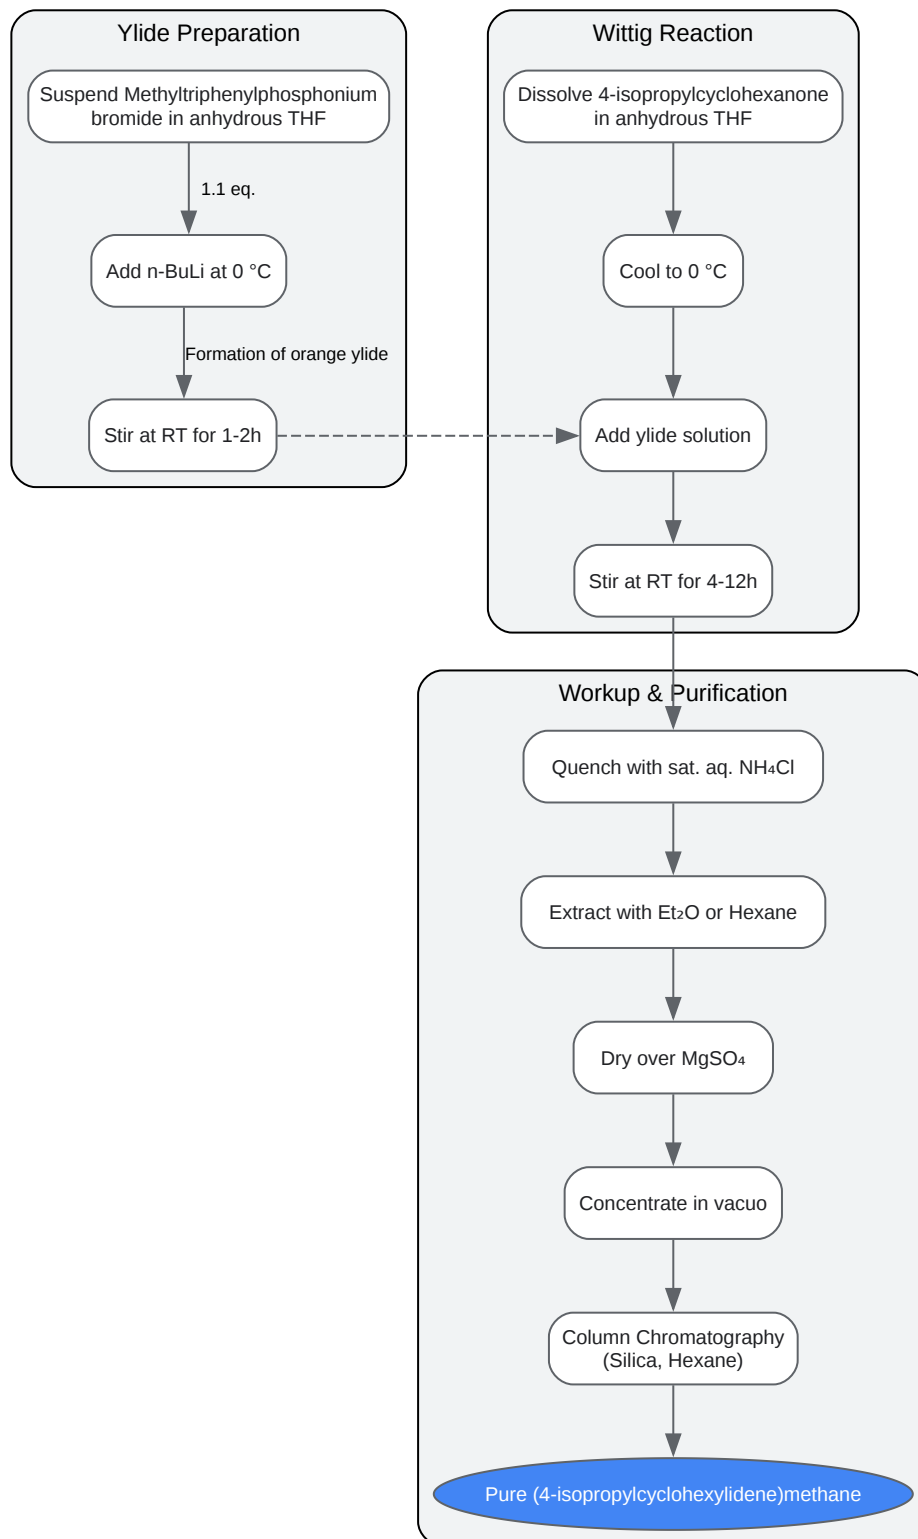 Ylide Preparation
Suspend Methyltriphenylphosphonium
bromide in anhydrous THF
1.1 eq.
Add n-BuLi at 0 °C
Formation of orange ylide
Stir at RT for 1-2h
Wittig Reaction
Dissolve 4-isopropylcyclohexanone
in anhydrous THF
Cool to 0 °C
Add ylide solution
Stir at RT for 4-12h
Workup & Purification
Quench with sat. aq. NH₄Cl
Extract with Et₂O or Hexane
Dry over MgSO₄
Concentrate in vacuo
Column Chromatography
(Silica, Hexane)
Pure (4-isopropylcyclohexylidene)methane